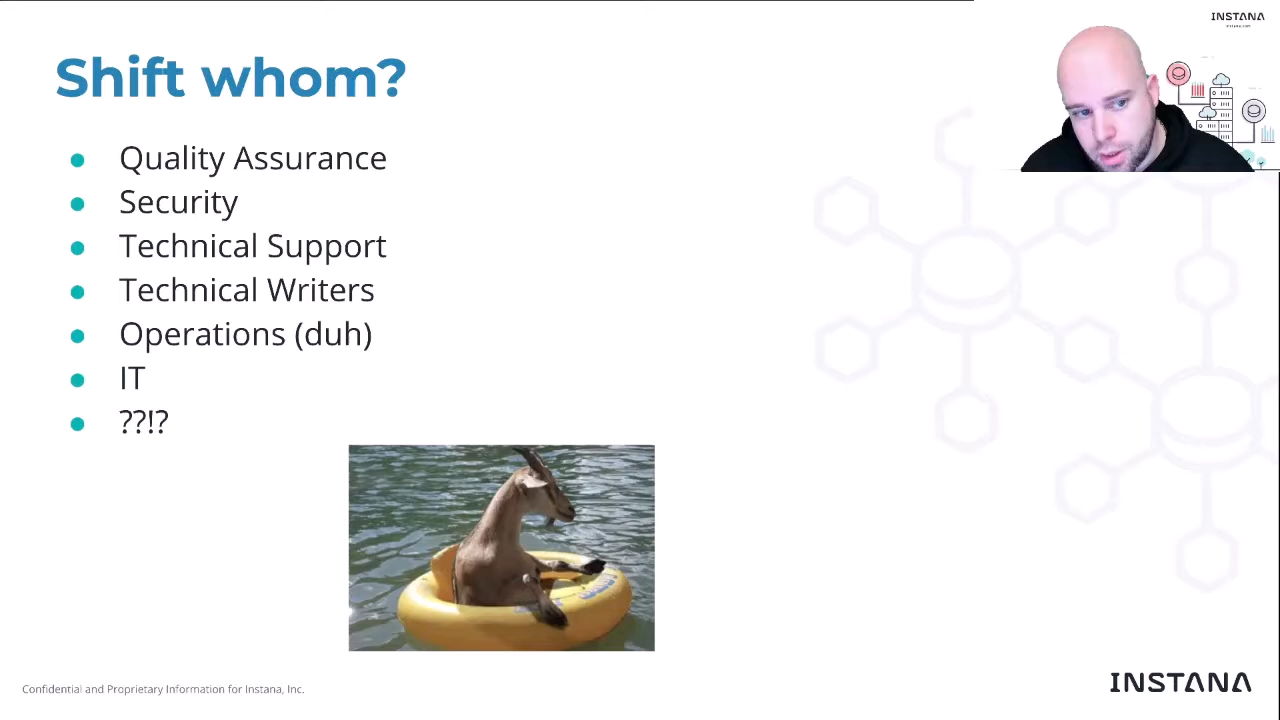 INSTANA
Shift whom?
Quality Assurance
Security
Technical Support
Technical Writers
Operations (duh)
IT
??!?
Confidential and Proprietary Information for Instana, Inc.
INSTANA